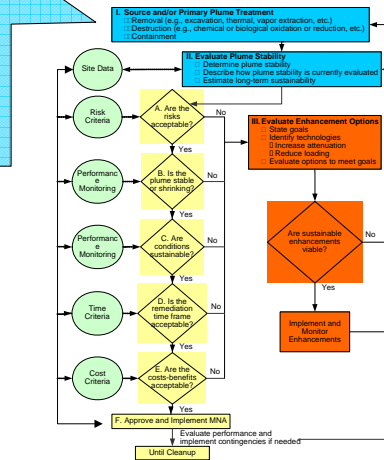 I. Source and/or Primary Plume Treatment
Removal (e.g., excavation, thermal, vapor extraction, etc.)
Destruction (e.g., chemical or biological oxidation or reduction, etc.)
Containment
Site Data
II. Evaluate Plume Stability
Determine plume stability
Describe how plume stability is currently evaluated
Estimate long-term sustainability
Risk
Criteria
A. Are the
risks
acceptable?
No
Yes
III. Evaluate Enhancement Options
State goals
Identify technologies
Increase attenuation
Reduce loading
Evaluate options to meet goals
Performanc
e
Monitoring
B. Is the
plume stable
or shrinking?
No
Yes
Performanc
e
Monitoring
C. Are
conditions
sustainable?
No
Yes
Are sustainable
enhancements
viable?
No
Yes
Time
Criteria
D. Is the
remediation
time frame
acceptable?
No
Yes
Implement and
Monitor
Enhancements
Cost
Criteria
E. Are the
costs-benefits
acceptable?
No
Yes
F. Approve and Implement MNA
Evaluate performance and
implement contingencies if needed
Until Cleanup